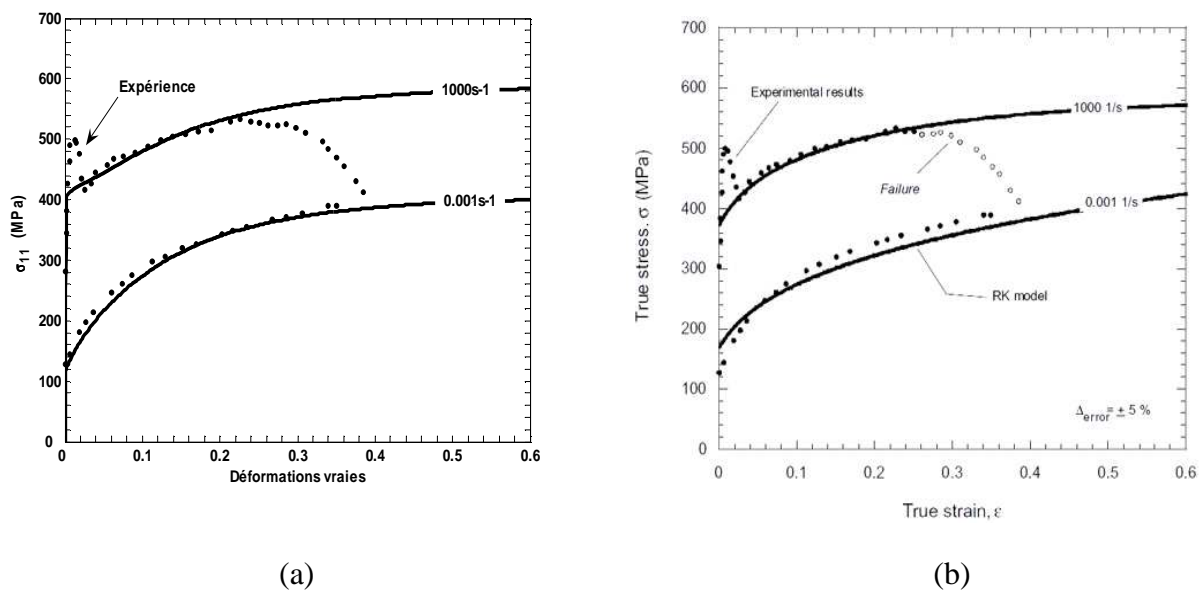 700
600
500
400
300
200
100
0
σ11 (MPa)
Expérience
1000s-1
0.001s-1
0 0.1 0.2 0.3 0.4 0.5 0.6
Déformations vraies
(a)
700
600
500
400
300
200
100
0
True stress. σ (MPa)
Experimental results
1000 1/s
Failure
0.001 1/s
RK model
Δerror= ± 5 %
0 0.1 0.2 0.3 0.4 0.5 0.6
True strain, ε
(b)